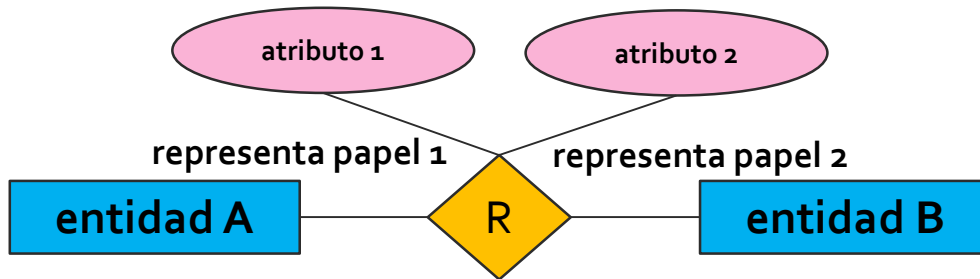 atributo 1
atributo 2
representa papel 1
representa papel 2
entidad A
R
entidad B